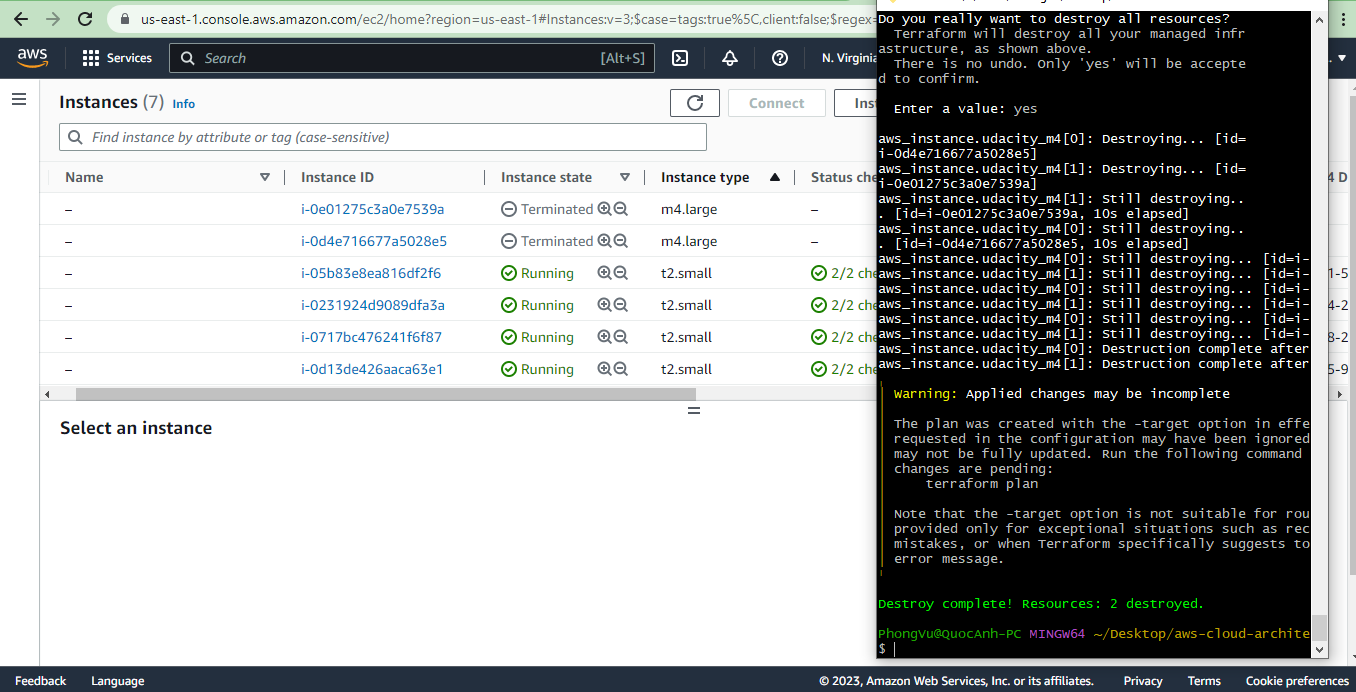 us-east-1.console.aws.amazon.com/ec2/home?region=us-east-1#Instances:v=3;$case=tags:true%5C,client:false;$regex=
aws
Services
Search
[Alt+S]
N. Virginia
Instances (7) Info
Connect
Find instance by attribute or tag (case-sensitive)
Name Instance ID Instance state Instance type Status che
– i-0e01275c3a0e7539a Terminated m4.large –
– i-0d4e716677a5028e5 Terminated m4.large –
– i-05b83e8ea816df2f6 Running t2.small 2/2 che
– i-0231924d9089dfa3a Running t2.small 2/2 che
– i-0717bc476241f6f87 Running t2.small 2/2 che
– i-0d13de426aaca63e1 Running t2.small 2/2 che
Select an instance
Do you really want to destroy all resources?
Terraform will destroy all your managed infr
astructure, as shown above.
There is no undo. Only 'yes' will be accepte
d to confirm.
Enter a value: yes
aws_instance.udacity_m4[0]: Destroying... [id=
i-0d4e716677a5028e5]
aws_instance.udacity_m4[1]: Destroying... [id=
i-0e01275c3a0e7539a]
aws_instance.udacity_m4[1]: Still destroying..
. [id=i-0e01275c3a0e7539a, 10s elapsed]
aws_instance.udacity_m4[0]: Still destroying..
. [id=i-0d4e716677a5028e5, 10s elapsed]
aws_instance.udacity_m4[0]: Still destroying... [id=i-
aws_instance.udacity_m4[1]: Still destroying... [id=i-
aws_instance.udacity_m4[0]: Still destroying... [id=i-
aws_instance.udacity_m4[1]: Still destroying... [id=i-
aws_instance.udacity_m4[0]: Still destroying... [id=i-
aws_instance.udacity_m4[1]: Still destroying... [id=i-
aws_instance.udacity_m4[0]: Destruction complete after
aws_instance.udacity_m4[1]: Destruction complete after
Warning: Applied changes may be incomplete
The plan was created with the -target option in effe
requested in the configuration may have been ignored
may not be fully updated. Run the following command
changes are pending:
terraform plan
Note that the -target option is not suitable for rou
provided only for exceptional situations such as rec
mistakes, or when Terraform specifically suggests to
error message.
Destroy complete! Resources: 2 destroyed.
PhongVu@QuocAnh-PC MINGW64 ~/Desktop/aws-cloud-archite
$
4 D
1-5
4-2
8-2
5-9
Feedback Language © 2023, Amazon Web Services, Inc. or its affiliates. Privacy Terms Cookie preferences